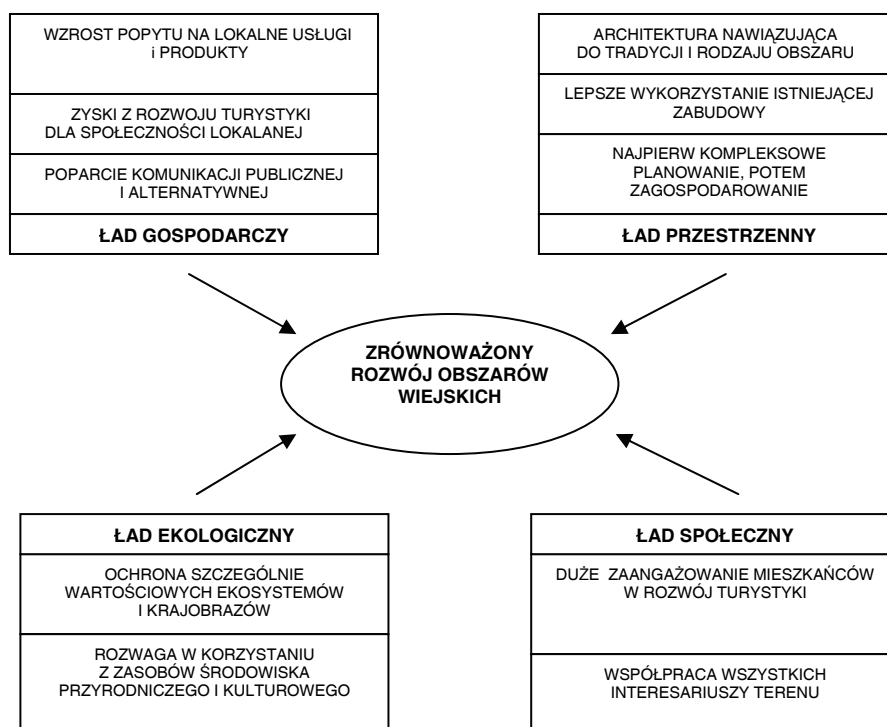 WZROST POPYTU NA LOKALNE USŁUGI
i PRODUKTY
ZYSKI Z ROZWOJU TURYSTYKI
DLA SPOŁECZNOŚCI LOKALANEJ
POPARCIE KOMUNIKACJI PUBLICZNEJ
I ALTERNATYWNEJ
ŁAD GOSPODARCZY
ARCHITEKTURA NAWIĄZUJĄCA
DO TRADYCJI I RODZAJU OBSZARU
LEPSZE WYKORZYSTANIE ISTNIEJĄCEJ
ZABUDOWY
NAJPIERW KOMPLEKSOWE
PLANOWANIE, POTEM
ZAGOSPODAROWANIE
ŁAD PRZESTRZENNY
ZRÓWNOWAŻONY
ROZWÓJ OBSZARÓW
WIEJSKICH
ŁAD EKOLOGICZNY
OCHRONA SZCZEGÓLNIE
WARTOŚCIOWYCH EKOSYSTEMÓW
I KRAJOBRAZÓW
ROZWAGA W KORZYSTANIU
Z ZASOBÓW ŚRODOWISKA
PRZYRODNICZEGO I KULTUROWEGO
ŁAD SPOŁECZNY
DUŻE ZAANGAŻOWANIE MIESZKAŃCÓW
W ROZWÓJ TURYSTYKI
WSPÓŁPRACA WSZYSTKICH
INTERESARIUSZY TERENU